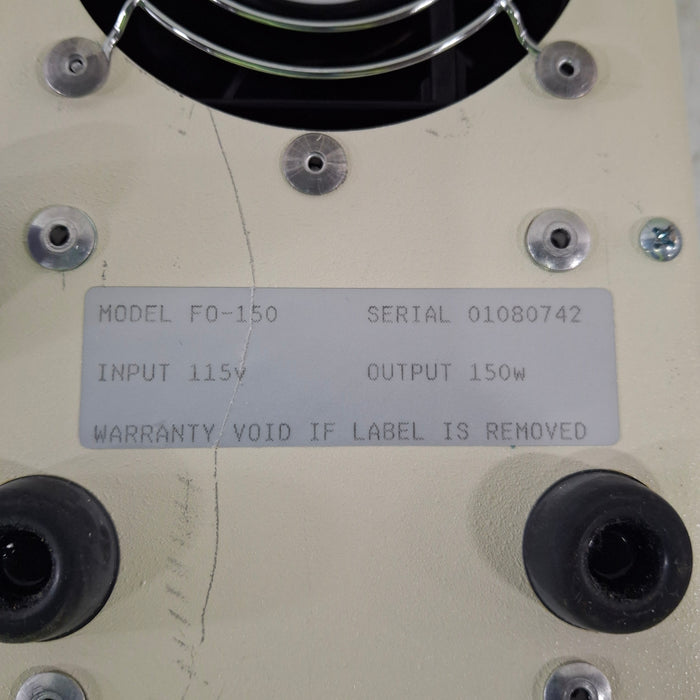 MODEL FO-150 SERIAL 01080742
INPUT 115v OUTPUT 150w
WARRANTY VOID IF LABEL IS REMOVED